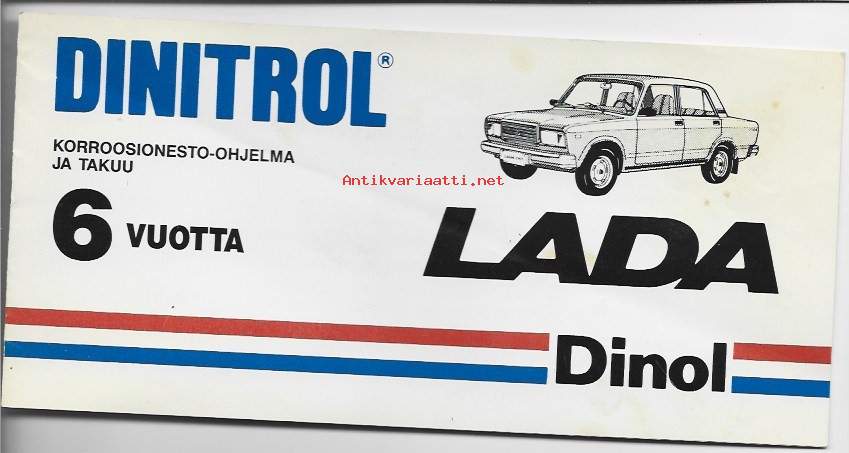 DINITROL®
KORROOSIONESTO-OHJELMA
JA TAKUU
6 VUOTTA
Antikvariaatti.net
LADA
Dinol